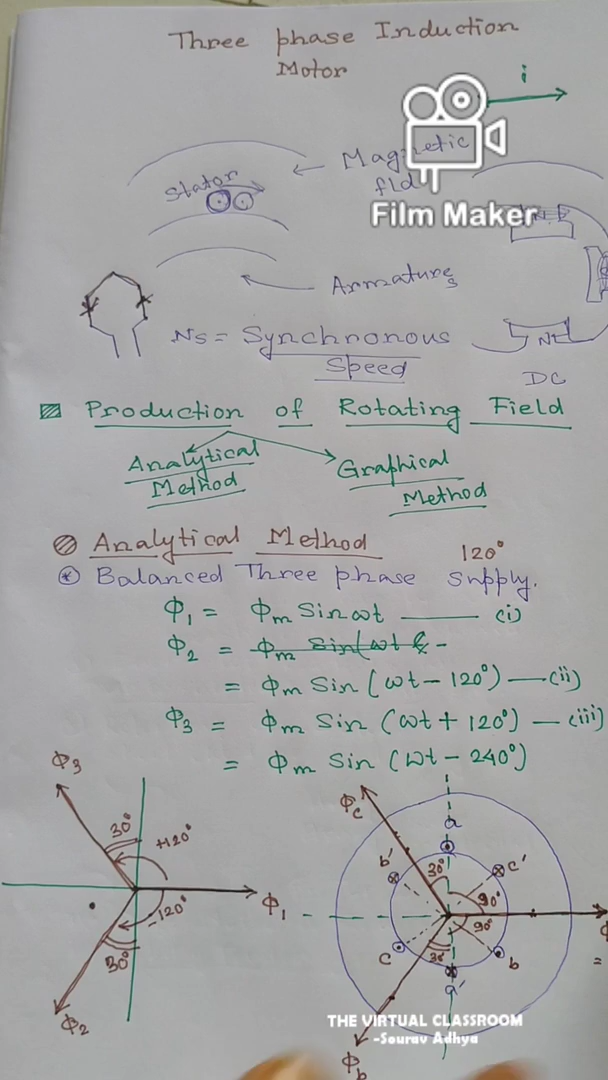 Three phase Induction
Motor
i
Magnetic
fld
Stator
Film Maker
Armatures
Ns = Synchronous
Speed
DC
Production of Rotating Field
Analytical
Method
Graphical
Method
Analytical Method
120°
Balanced Three phase Supply.
Φ1 = Φm Sin ωt —— (i)
Φ2 = Φm Sin(ωt
= Φm Sin (ωt - 120°) — (ii)
Φ3 = Φm Sin (ωt + 120°) — (iii)
= Φm Sin (ωt - 240°)
Φ3
30°
+120°
Φ1
-120°
30°
Φ2
Φc
a
b'
30°
c'
90°
90°
Φ
=
c
30°
b
a'
Φb
THE VIRTUAL CLASSROOM
-Sourav Adhya